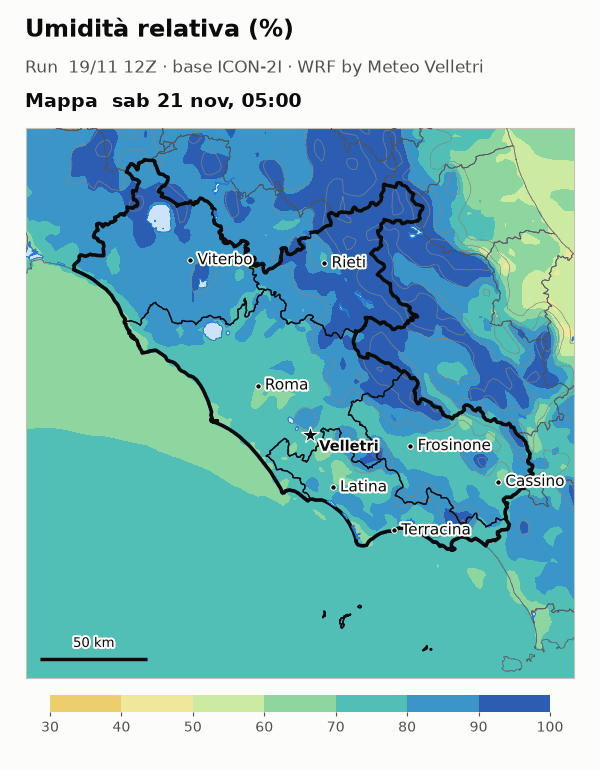 Umidità relativa (%)
Run  19/11 12Z · base ICON-2I · WRF by Meteo Velletri
Mappa  sab 21 nov, 05:00
Viterbo
Rieti
Roma
Velletri
Frosinone
Cassino
Latina
Terracina
50 km
30 40 50 60 70 80 90 100